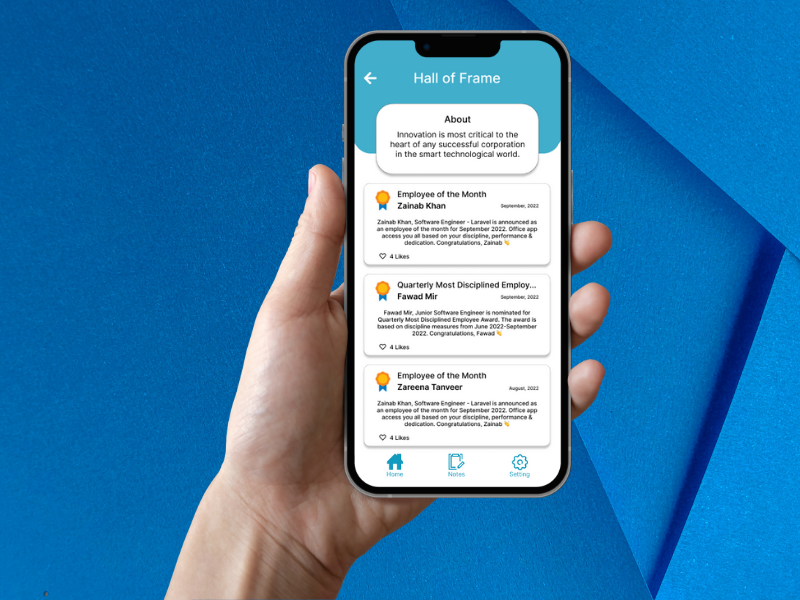 Hall of Frame
About
Innovation is most critical to the
heart of any successful corporation
in the smart technological world.
Employee of the Month
Zainab Khan
September, 2022
Zainab Khan, Software Engineer - Laravel is announced as
an employee of the month for September 2022. Office app
access you all based on your discipline, performance &
dedication. Congratulations, Zainab 👏
4 Likes
Quarterly Most Disciplined Employ...
Fawad Mir
September, 2022
Fawad Mir, Junior Software Engineer is nominated for
Quarterly Most Disciplined Employee Award. The award is
based on discipline measures from June 2022-September
2022. Congratulations, Fawad 👏
4 Likes
Employee of the Month
Zareena Tanveer
August, 2022
Zainab Khan, Software Engineer - Laravel is announced as
an employee of the month for September 2022. Office app
access you all based on your discipline, performance &
dedication. Congratulations, Zainab 👏
4 Likes
Home
Notes
Setting